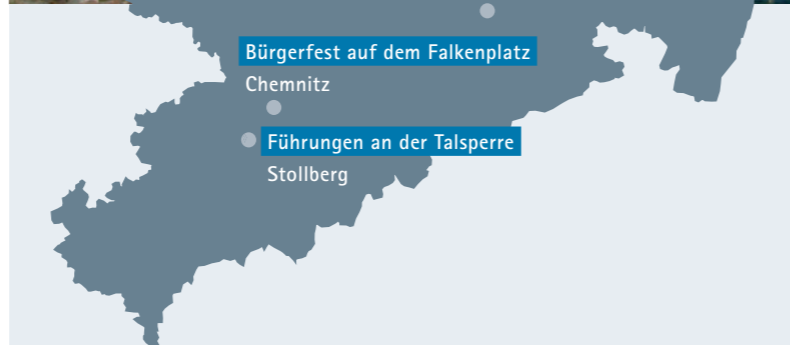 Bürgerfest auf dem Falkenplatz
Chemnitz
Führungen an der Talsperre
Stollberg